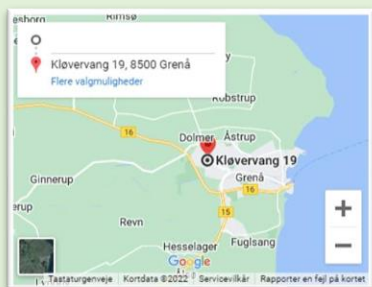 Rimsø
Kløvervang 19, 8500 Grenå
Flere valgmuligheder
16
Dolmer Åstrup
Kløvervang 19
Ginnerup
Grenå
16
Revn
15
Hesselager
Fuglsang
Google
Tastaturgenveje Kortdata ©2022 Servicevilkår Rapporter en fejl på kortet